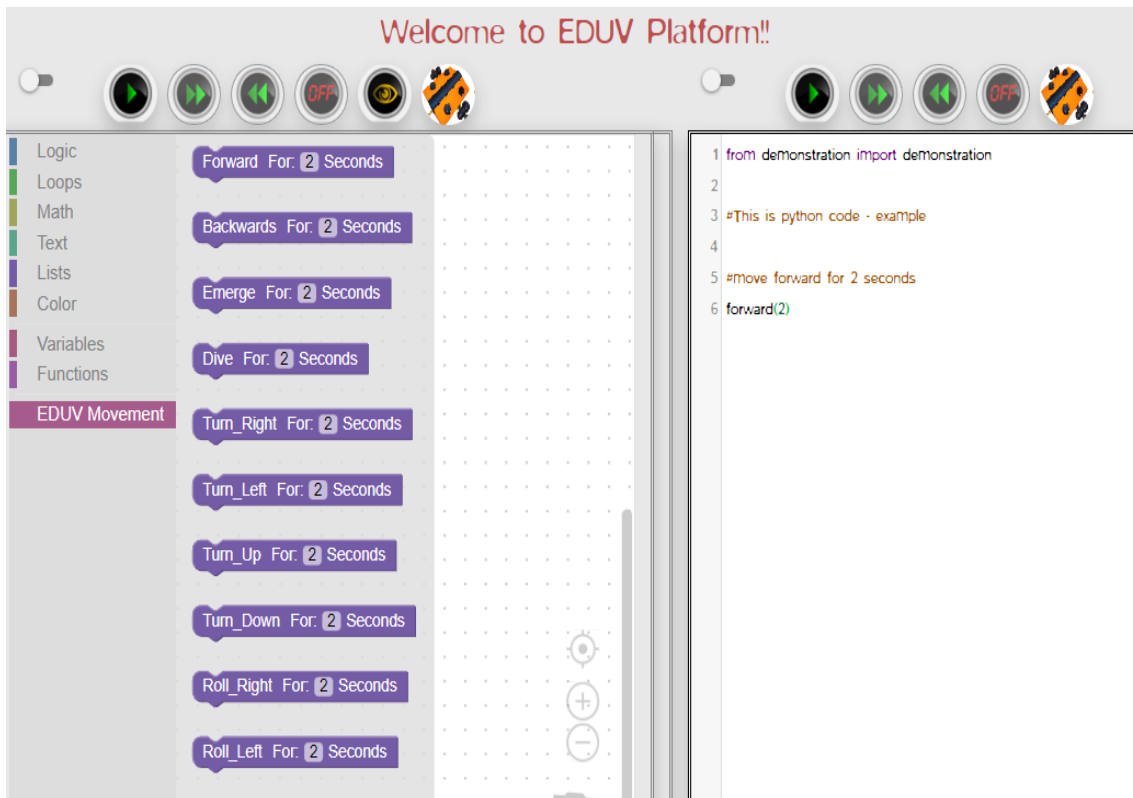 Welcome to EDUV Platform!!
OFF
OFF
Logic
Loops
Math
Text
Lists
Color
Variables
Functions
EDUV Movement
Forward For: 2 Seconds
Backwards For: 2 Seconds
Emerge For: 2 Seconds
Dive For: 2 Seconds
Turn_Right For: 2 Seconds
Turn_Left For: 2 Seconds
Turn_Up For: 2 Seconds
Turn_Down For: 2 Seconds
Roll_Right For: 2 Seconds
Roll_Left For: 2 Seconds
1 from demonstration import demonstration
2
3 #This is python code - example
4
5 #move forward for 2 seconds
6 forward(2)